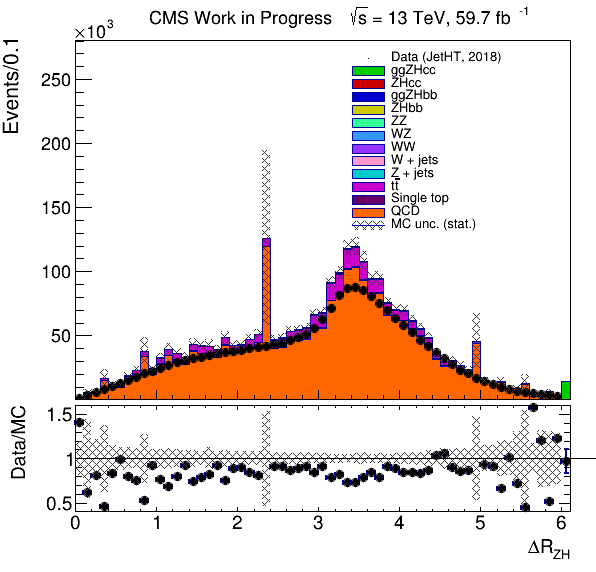 CMS Work in Progress √s = 13 TeV, 59.7 fb⁻¹
×10³
Events/0.1
250
200
150
100
50
Data (JetHT, 2018)
ggZHcc
ZHcc
ggZHbb
ZHbb
ZZ
WZ
WW
W + jets
Z + jets
tt̄
Single top
QCD
MC unc. (stat.)
Data/MC
1.5
1
0.5
0 1 2 3 4 5 6
ΔR_ZH